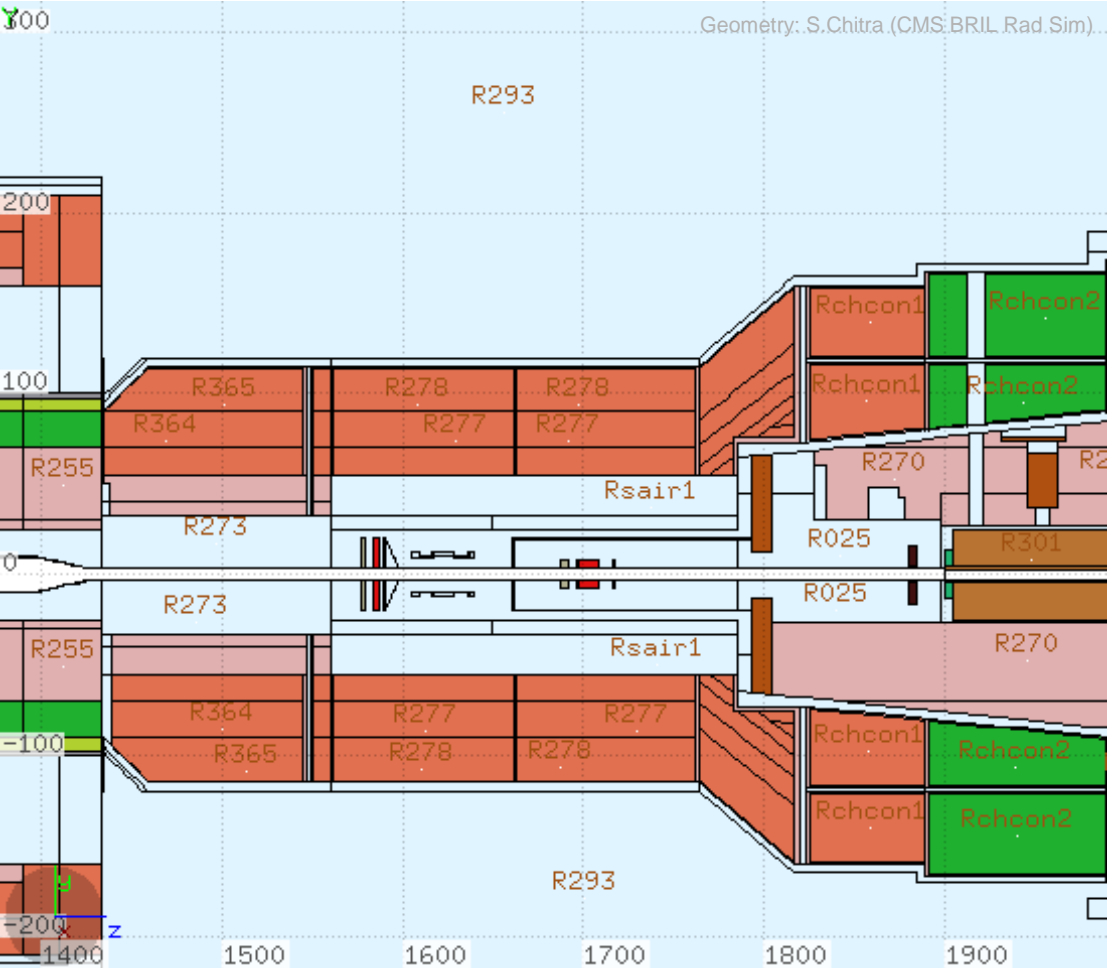 300
Y
Geometry: S.Chitra (CMS BRIL Rad Sim)
R293
200
Rchcon1
Rchcon2
100
R365
R278
R278
Rchcon1
Rchcon2
R364
R277
R277
R255
R270
R2
Rsair1
R273
R025
R301
0
R273
R025
R255
Rsair1
R270
R364
R277
R277
-100
R365
R278
R278
Rchcon1
Rchcon2
Rchcon1
Rchcon2
R293
y
-200
x
z
1400
1500
1600
1700
1800
1900